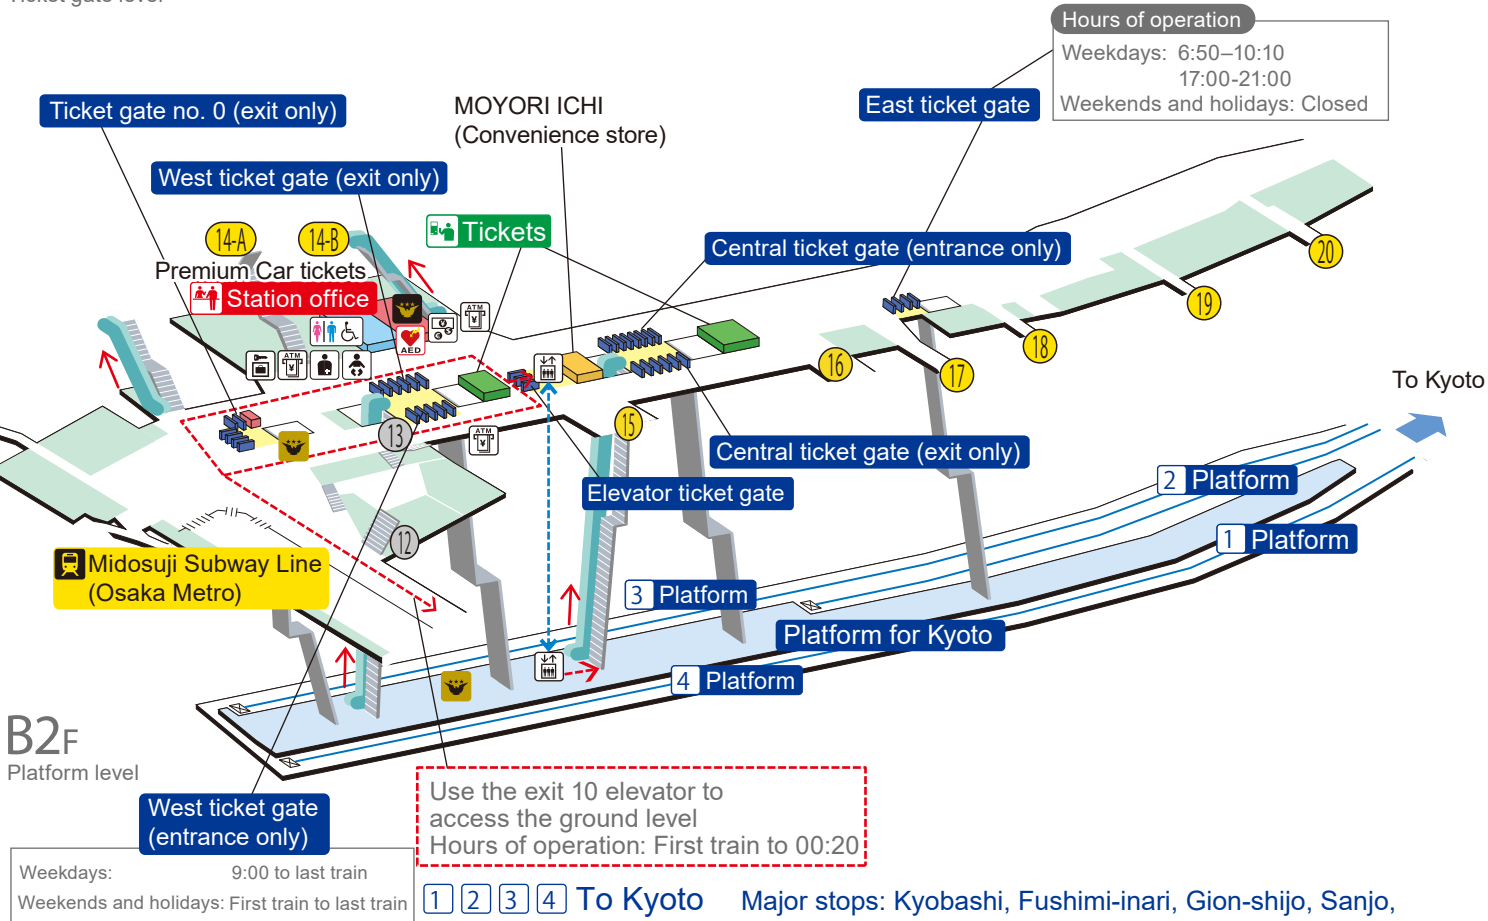 Ticket gate level
Hours of operation
Weekdays: 6:50–10:10
17:00-21:00
Weekends and holidays: Closed
East ticket gate
Ticket gate no. 0 (exit only)
MOYORI ICHI
(Convenience store)
West ticket gate (exit only)
14-A
14-B
Tickets
Central ticket gate (entrance only)
Premium Car tickets
Station office
ATM
¥
AED
ATM
¥
20
19
18
17
16
15
13
12
ATM
¥
To Kyoto
Central ticket gate (exit only)
Elevator ticket gate
2 Platform
1 Platform
Midosuji Subway Line
(Osaka Metro)
3 Platform
Platform for Kyoto
4 Platform
B2F
Platform level
West ticket gate
(entrance only)
Use the exit 10 elevator to
access the ground level
Hours of operation: First train to 00:20
Weekdays: 9:00 to last train
Weekends and holidays: First train to last train
1 2 3 4 To Kyoto Major stops: Kyobashi, Fushimi-inari, Gion-shijo, Sanjo,